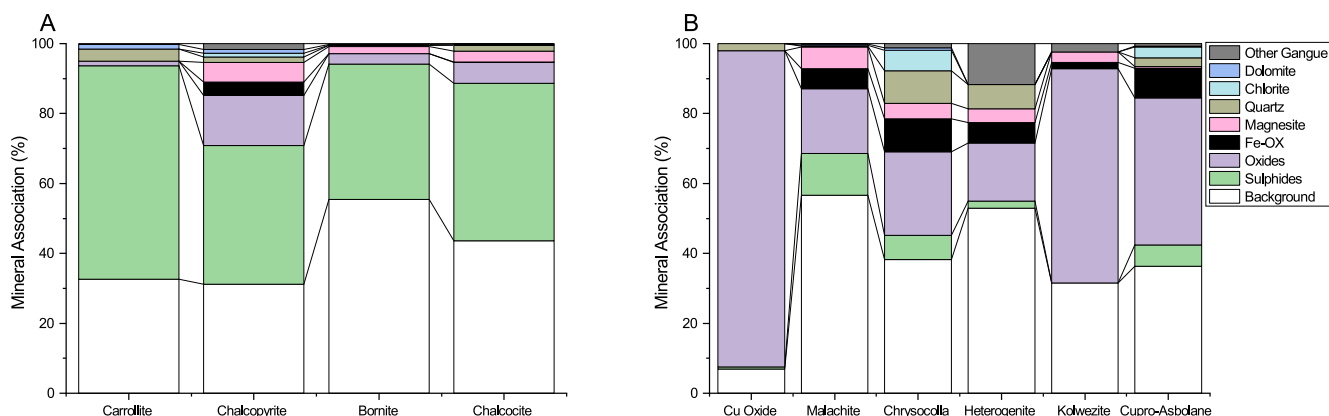 A
Mineral Association (%)
100
80
60
40
20
0
Carrollite Chalcopyrite Bornite Chalcocite
B
Mineral Association (%)
100
80
60
40
20
0
Cu Oxide Malachite Chrysocolla Heterogenite Kolwezite Cupro-Asbolane
Other Gangue
Dolomite
Chlorite
Quartz
Magnesite
Fe-OX
Oxides
Sulphides
Background